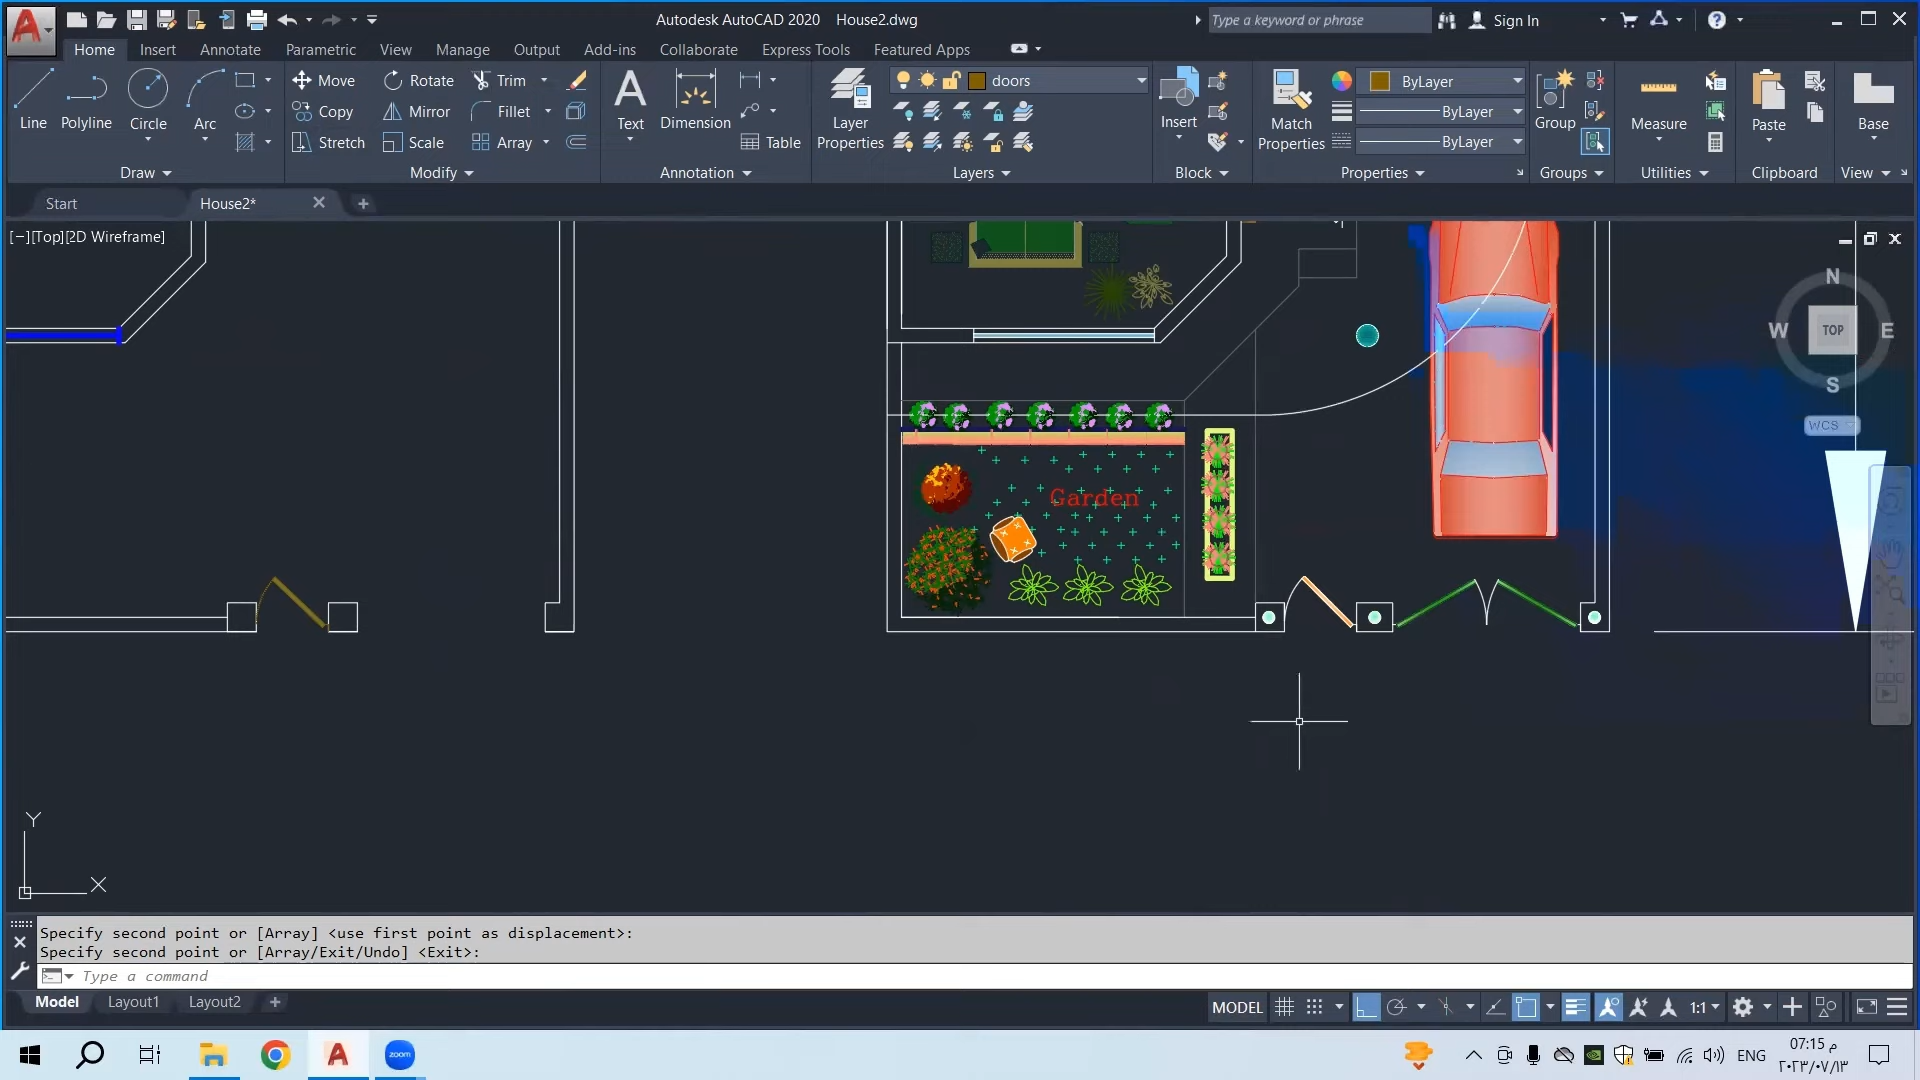 Autodesk AutoCAD 2020 House2.dwg
Type a keyword or phrase
Sign In
Home Insert Annotate Parametric View Manage Output Add-ins Collaborate Express Tools Featured Apps
Line Polyline Circle Arc
Move Rotate Trim
Copy Mirror Fillet
Stretch Scale Array
Text Dimension Table
Layer Properties
doors
Insert
Match Properties
ByLayer
ByLayer
ByLayer
Group
Measure
Paste
Base
Draw Modify Annotation Layers Block Properties Groups Utilities Clipboard View
Start House2*
[−][Top][2D Wireframe]
N
W TOP E
S
WCS
Garden
Y
X
Specify second point or [Array] <use first point as displacement>:
Specify second point or [Array/Exit/Undo] <Exit>:
Type a command
Model Layout1 Layout2
MODEL 1:1
zoom
ENG
07:15 م
٢٠٢٣/٠٧/١٣